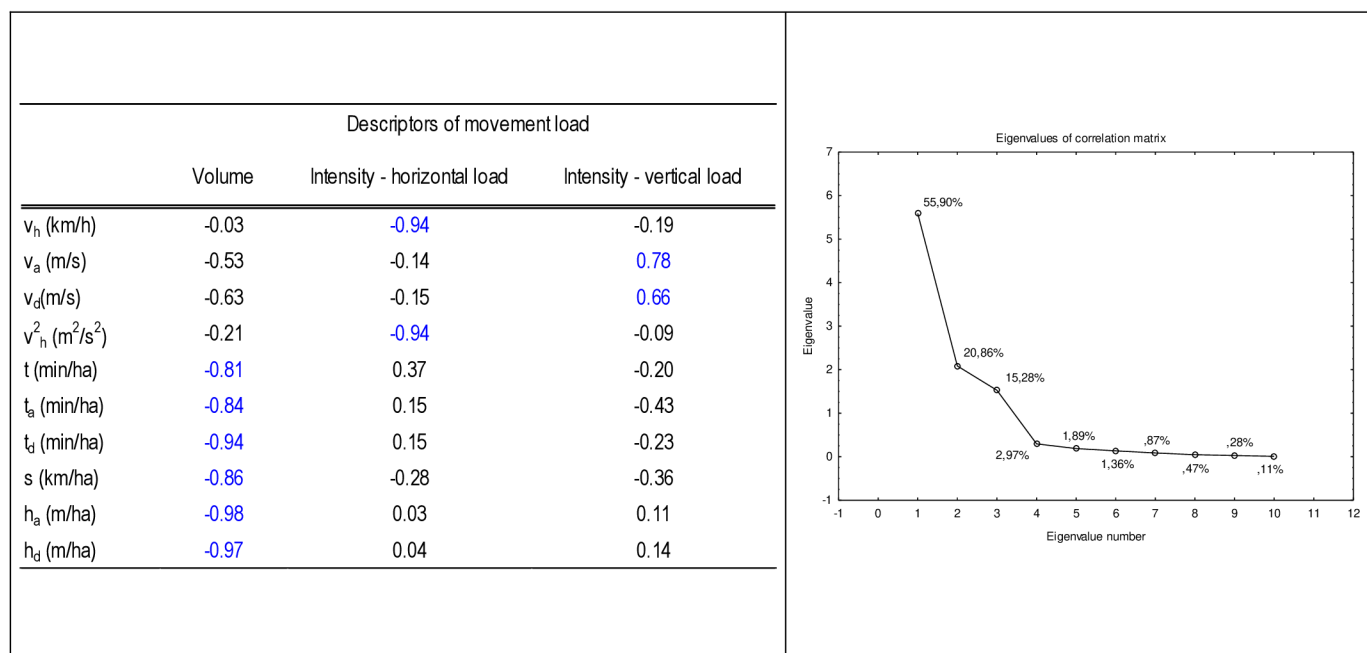 Descriptors of movement load
Volume Intensity - horizontal load Intensity - vertical load
vh (km/h) -0.03 -0.94 -0.19
va (m/s) -0.53 -0.14 0.78
vd(m/s) -0.63 -0.15 0.66
v2h (m2/s2) -0.21 -0.94 -0.09
t (min/ha) -0.81 0.37 -0.20
ta (min/ha) -0.84 0.15 -0.43
td (min/ha) -0.94 0.15 -0.23
s (km/ha) -0.86 -0.28 -0.36
ha (m/ha) -0.98 0.03 0.11
hd (m/ha) -0.97 0.04 0.14
Eigenvalues of correlation matrix
7
6
5
4
3
2
1
0
-1
Eigenvalue
55,90%
20,86%
15,28%
2,97%
1,89%
1,36%
,87%
,47%
,28%
,11%
-1 0 1 2 3 4 5 6 7 8 9 10 11 12
Eigenvalue number